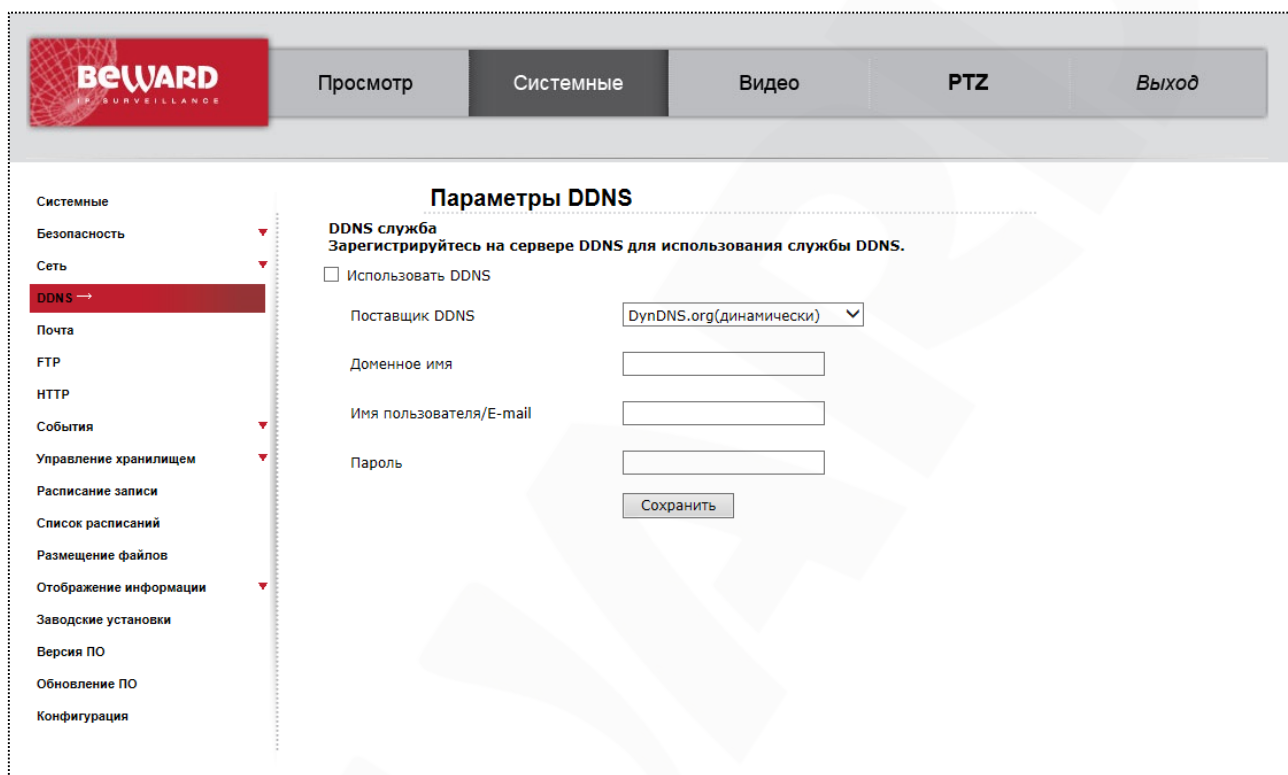 BEWARD
IP SURVEILLANCE
Просмотр
Системные
Видео
PTZ
Выход
Системные
Безопасность
Сеть
DDNS →
Почта
FTP
HTTP
События
Управление хранилищем
Расписание записи
Список расписаний
Размещение файлов
Отображение информации
Заводские установки
Версия ПО
Обновление ПО
Конфигурация
Параметры DDNS
DDNS служба
Зарегистрируйтесь на сервере DDNS для использования службы DDNS.
Использовать DDNS
Поставщик DDNS
DynDNS.org(динамически)
Доменное имя
Имя пользователя/E-mail
Пароль
Сохранить